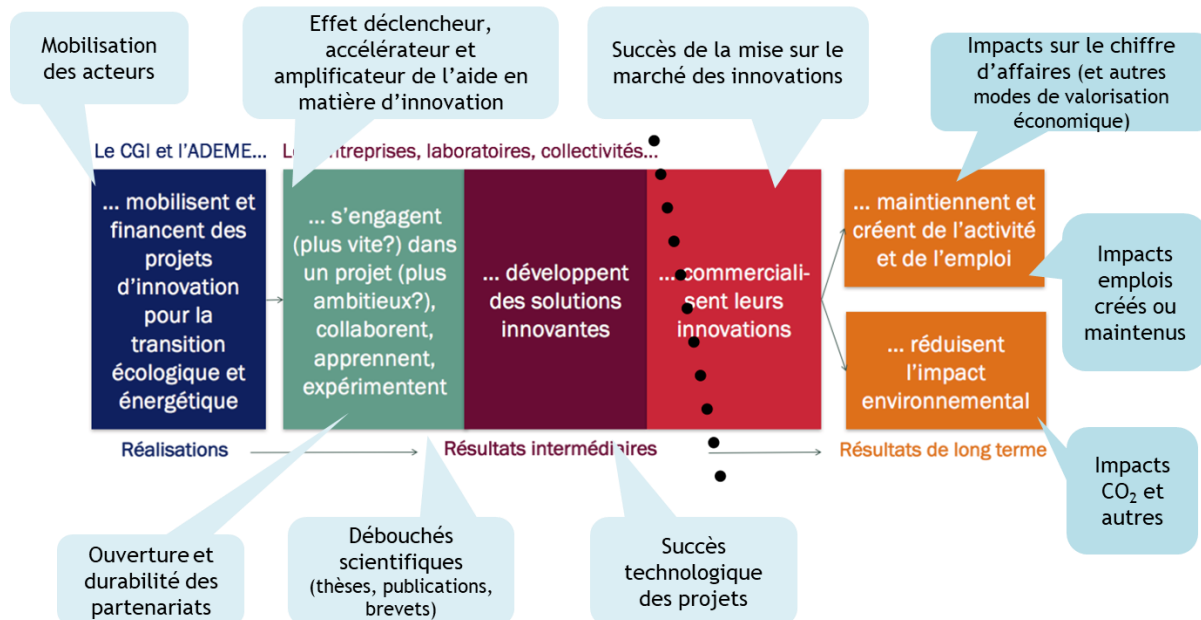 Mobilisation
des acteurs
Effet déclencheur,
accélérateur et
amplificateur de l'aide en
matière d'innovation
Succès de la mise sur le
marché des innovations
Impacts sur le chiffre
d'affaires (et autres
modes de valorisation
économique)
Le CGI et l'ADEME...
entreprises, laboratoires, collectivités...
... mobilisent et
financent des
projets
d'innovation
pour la
transition
écologique et
énergétique
... s'engagent
(plus vite?) dans
un projet (plus
ambitieux?),
collaborent,
apprennent,
expérimentent
... développent
des solutions
innovantes
... commerciali-
sent leurs
innovations
... maintiennent et
créent de l'activité
et de l'emploi
... réduisent
l'impact
environnemental
Impacts
emplois
créés ou
maintenus
Réalisations
Résultats intermédiaires
Résultats de long terme
Impacts
CO₂ et
autres
Ouverture et
durabilité des
partenariats
Débouchés
scientifiques
(thèses, publications,
brevets)
Succès
technologique
des projets